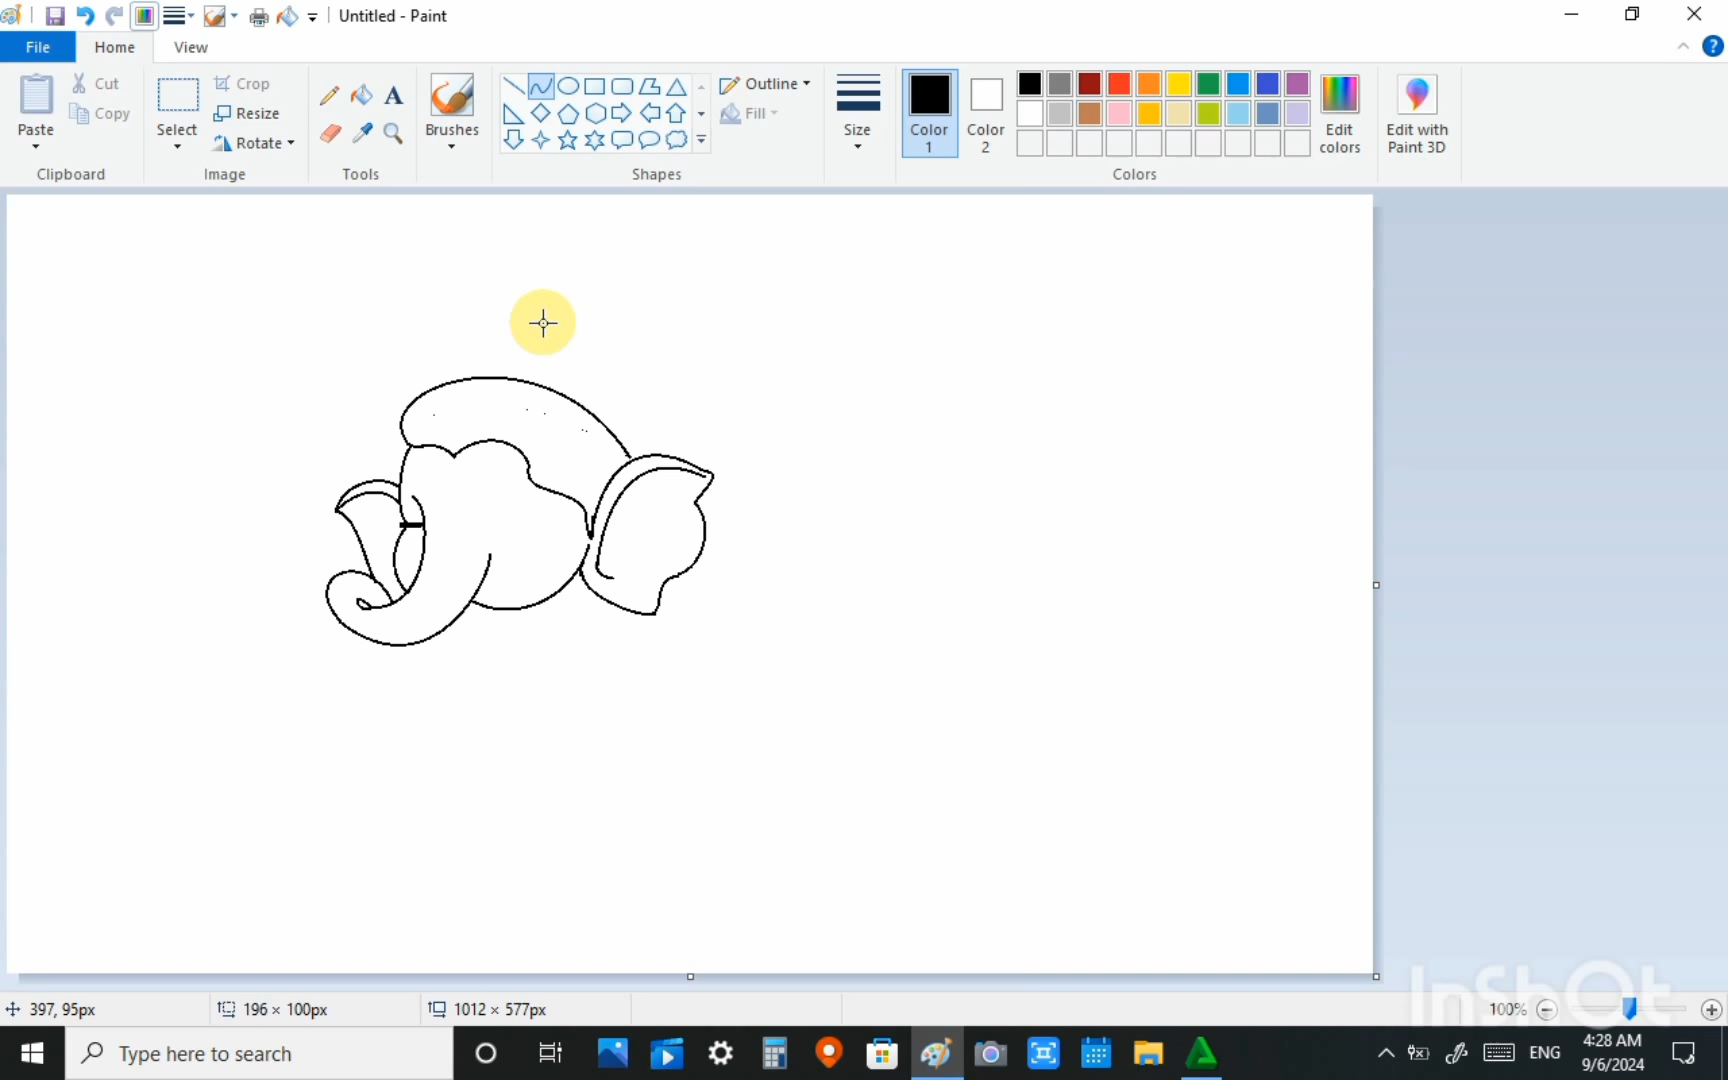 Untitled - Paint
File Home View
Paste
Cut
Copy
Clipboard
Select
Crop
Resize
Rotate
Image
Tools
Brushes
Shapes
Outline
Fill
Size
Color 1
Color 2
Edit colors
Colors
Edit with Paint 3D
397, 95px 196 × 100px 1012 × 577px 100%
InShOt
Type here to search
ENG
4:28 AM
9/6/2024